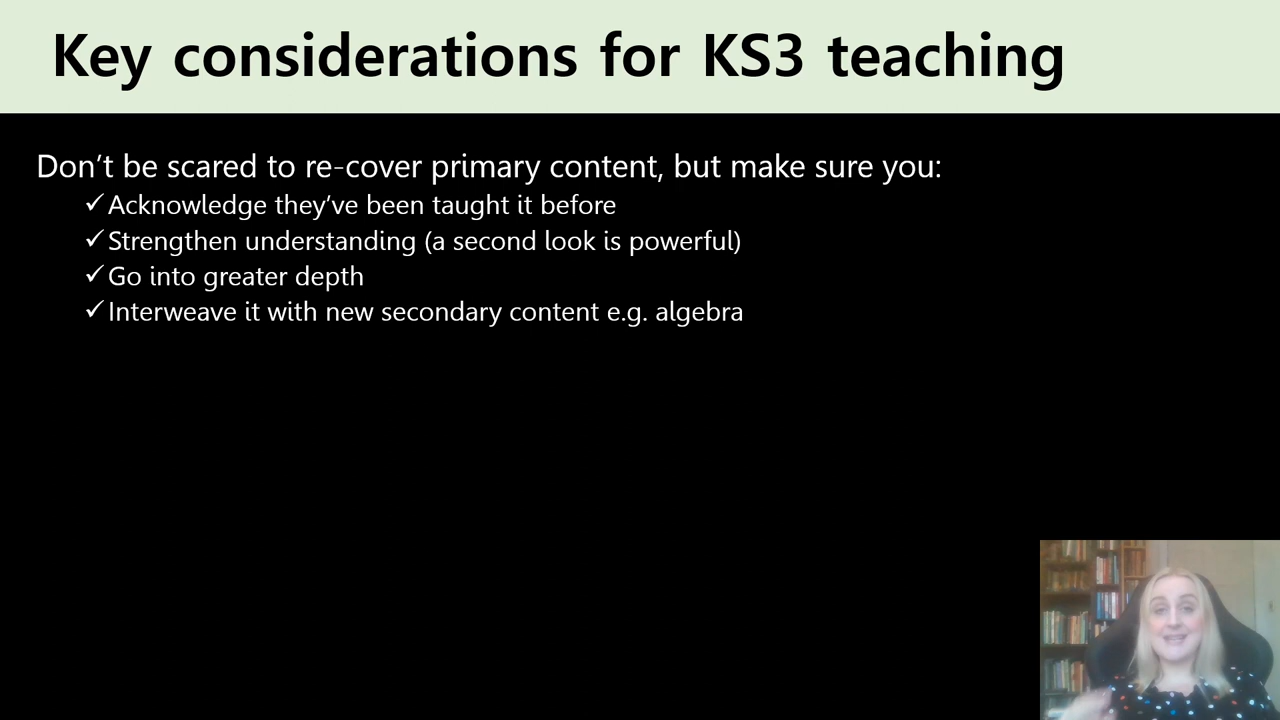 Key considerations for KS3 teaching
Don’t be scared to re-cover primary content, but make sure you:
✓Acknowledge they’ve been taught it before
✓Strengthen understanding (a second look is powerful)
✓Go into greater depth
✓Interweave it with new secondary content e.g. algebra